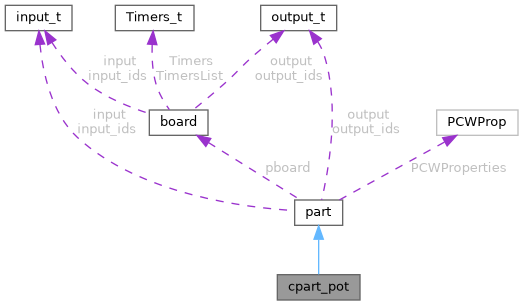 input_t
Timers_t
output_t
input
input_ids
Timers
TimersList
output
output_ids
input
input_ids
board
output
output_ids
PCWProp
pboard
PCWProperties
part
cpart_pot